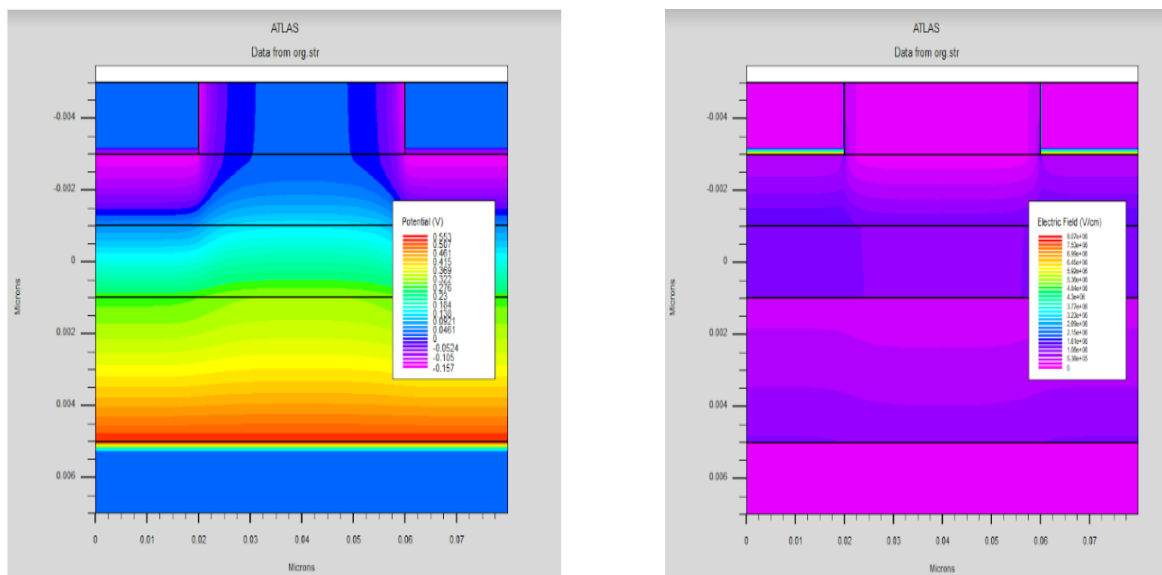 ATLAS
Data from org.str
-0.004
-0.002
0
0.002
0.004
0.006
Microns
Potential (V)
0.553
0.507
0.461
0.415
0.369
0.322
0.276
0.23
0.184
0.138
0.0921
0.0461
0
-0.0524
-0.105
-0.157
0
0.01
0.02
0.03
0.04
0.05
0.06
0.07
Microns
ATLAS
Data from org.str
-0.004
-0.002
0
0.002
0.004
0.006
Microns
Electric Field (V/cm)
8.07e+06
7.53e+06
6.99e+06
6.45e+06
5.92e+06
5.38e+06
4.84e+06
4.3e+06
3.77e+06
3.23e+06
2.69e+06
2.15e+06
1.61e+06
1.08e+06
5.38e+05
0
0
0.01
0.02
0.03
0.04
0.05
0.06
0.07
Microns